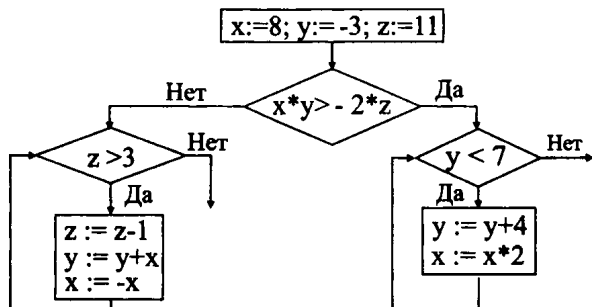 x:=8; y:= -3; z:=11
Нет
x*y> - 2*z
Да
z >3
Нет
y < 7
Нет
Да
Да
z := z-1
y := y+x
x := -x
y := y+4
x := x*2